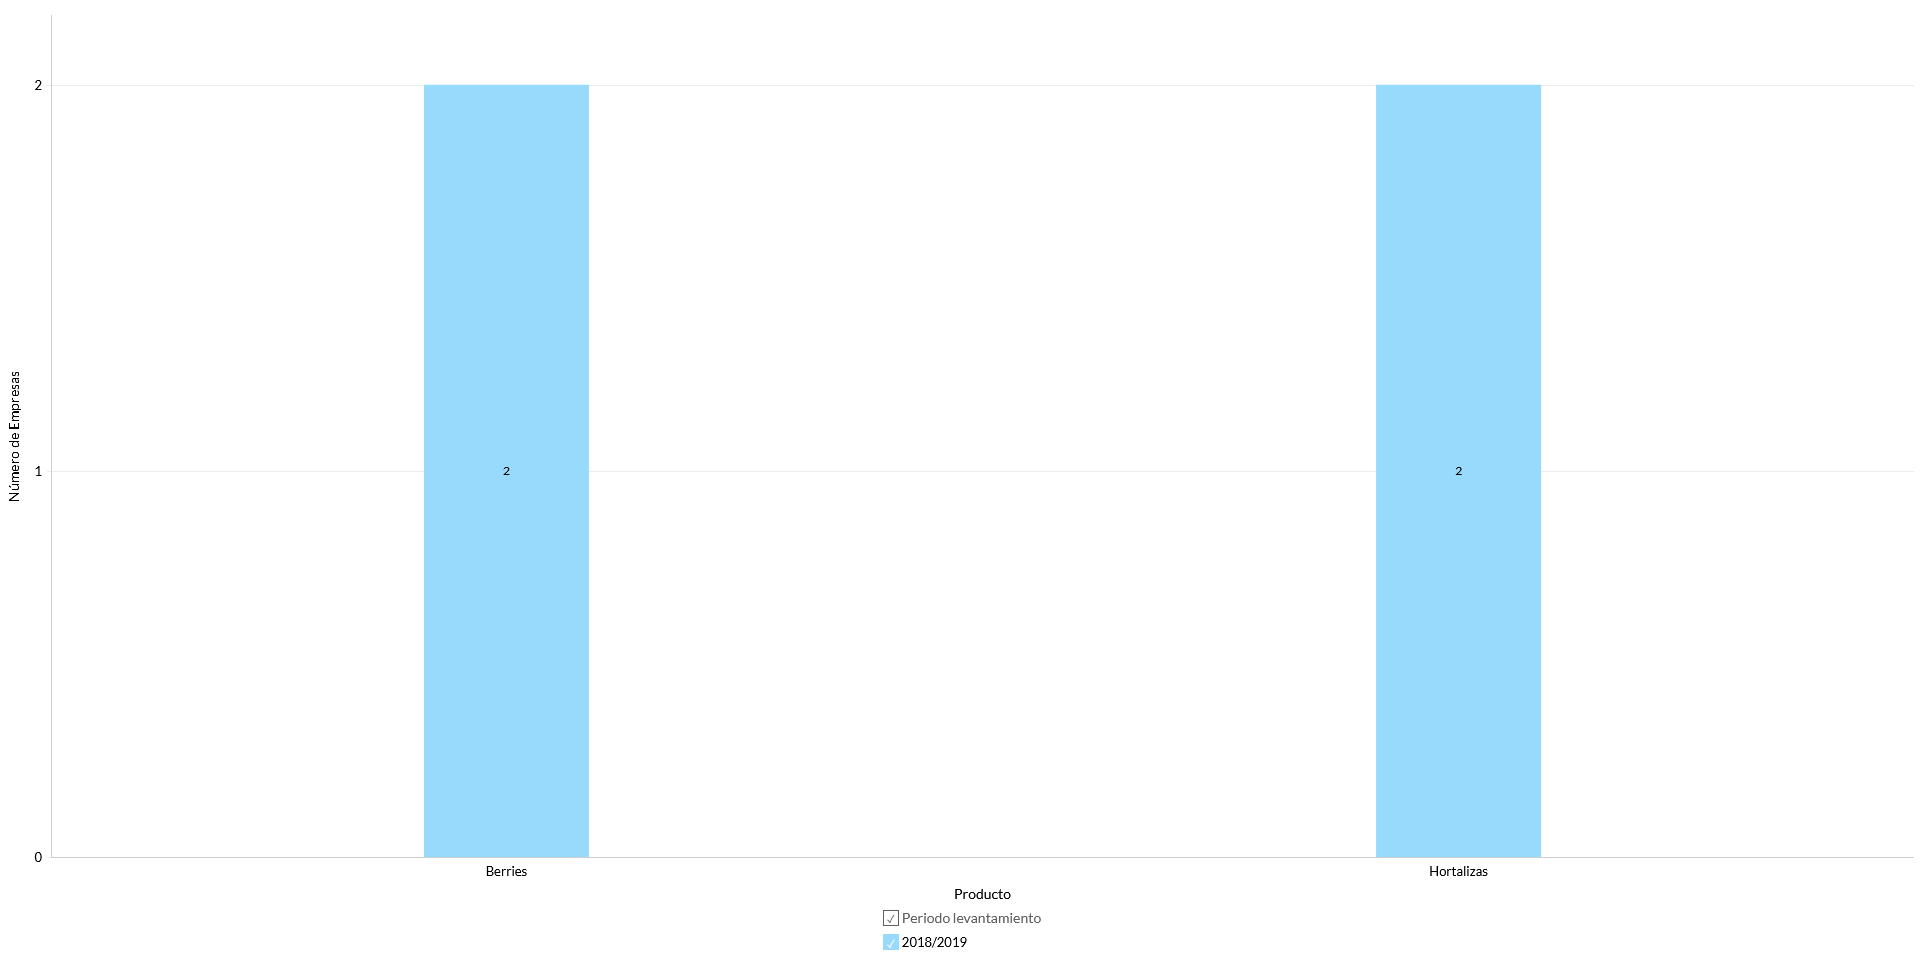 Número de Empresas
2
1
0
2
2
Berries
Hortalizas
Producto
Periodo levantamiento
2018/2019